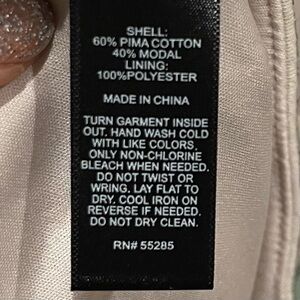 SHELL:
60% PIMA COTTON
40% MODAL
LINING:
100%POLYESTER
MADE IN CHINA
TURN GARMENT INSIDE
OUT. HAND WASH COLD
WITH LIKE COLORS.
ONLY NON-CHLORINE
BLEACH WHEN NEEDED.
DO NOT TWIST OR
WRING. LAY FLAT TO
DRY. COOL IRON ON
REVERSE IF NEEDED.
DO NOT DRY CLEAN.
RN# 55285